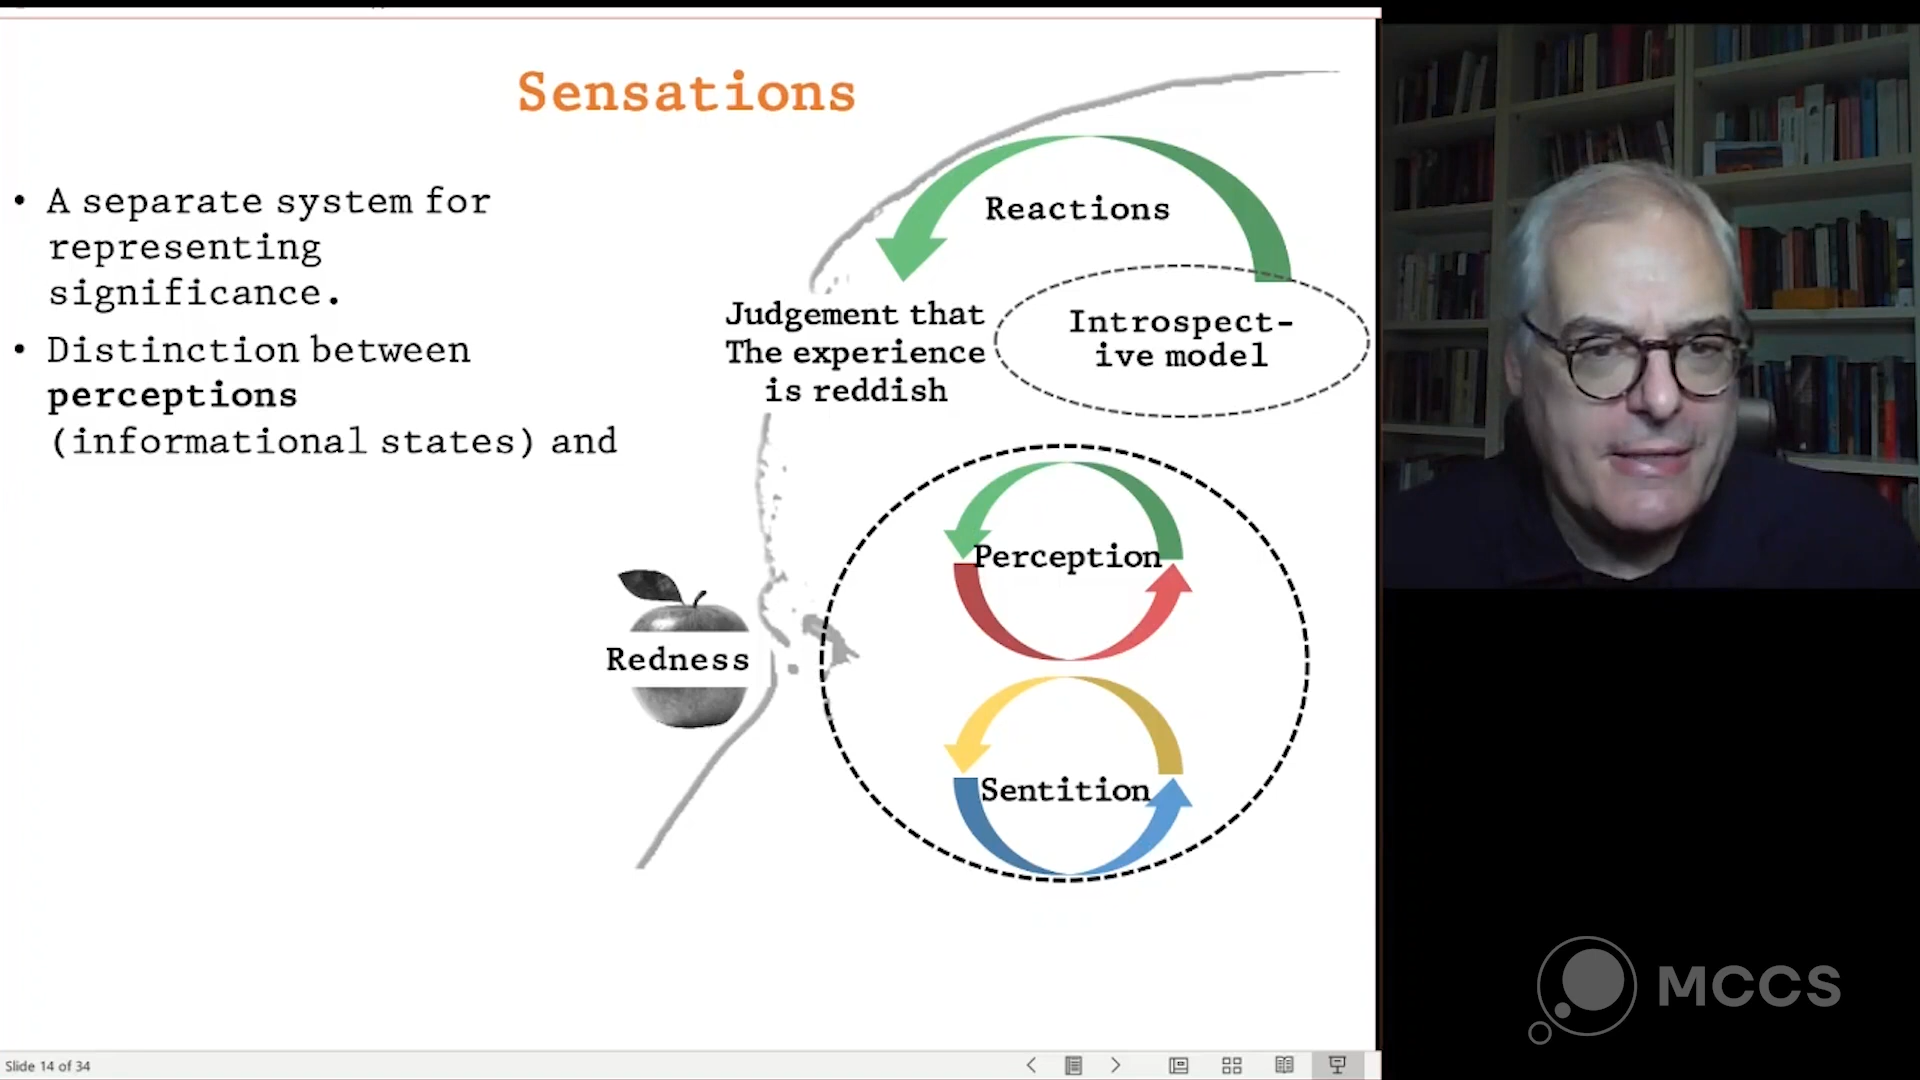 Sensations
• A separate system for
representing
significance.
• Distinction between
perceptions
(informational states) and
Reactions
Judgement that
The experience
is reddish
Introspect-
ive model
Perception
Redness
Sentition
MCCS
Slide 14 of 34